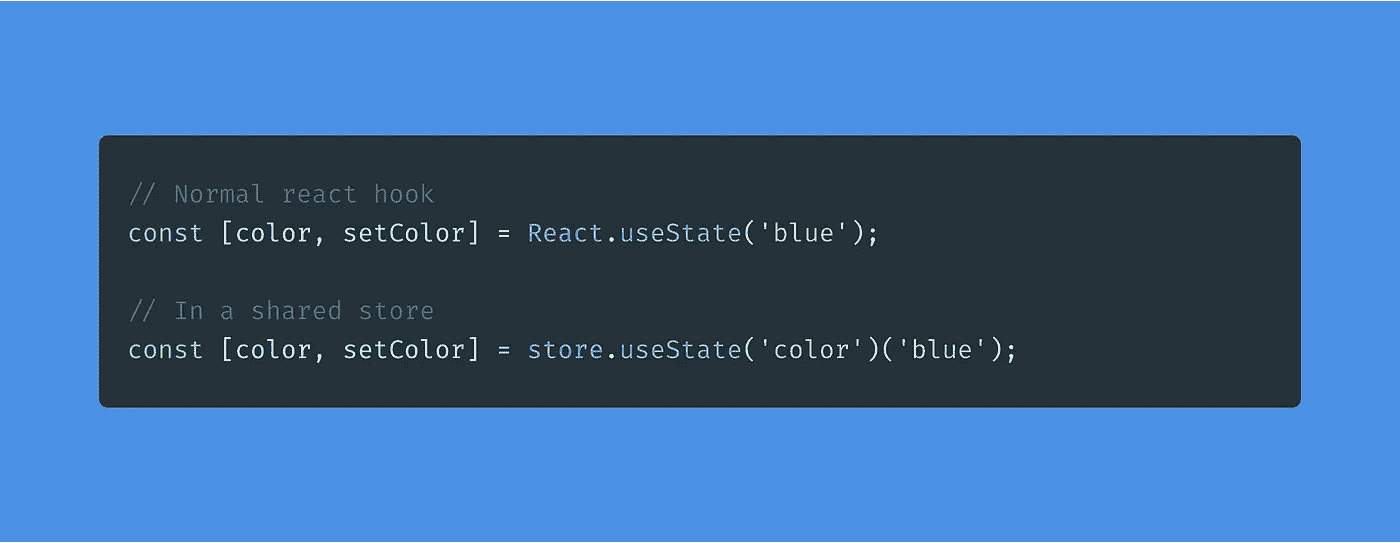 // Normal react hook
const [color, setColor] = React.useState('blue');
// In a shared store
const [color, setColor] = store.useState('color')('blue');